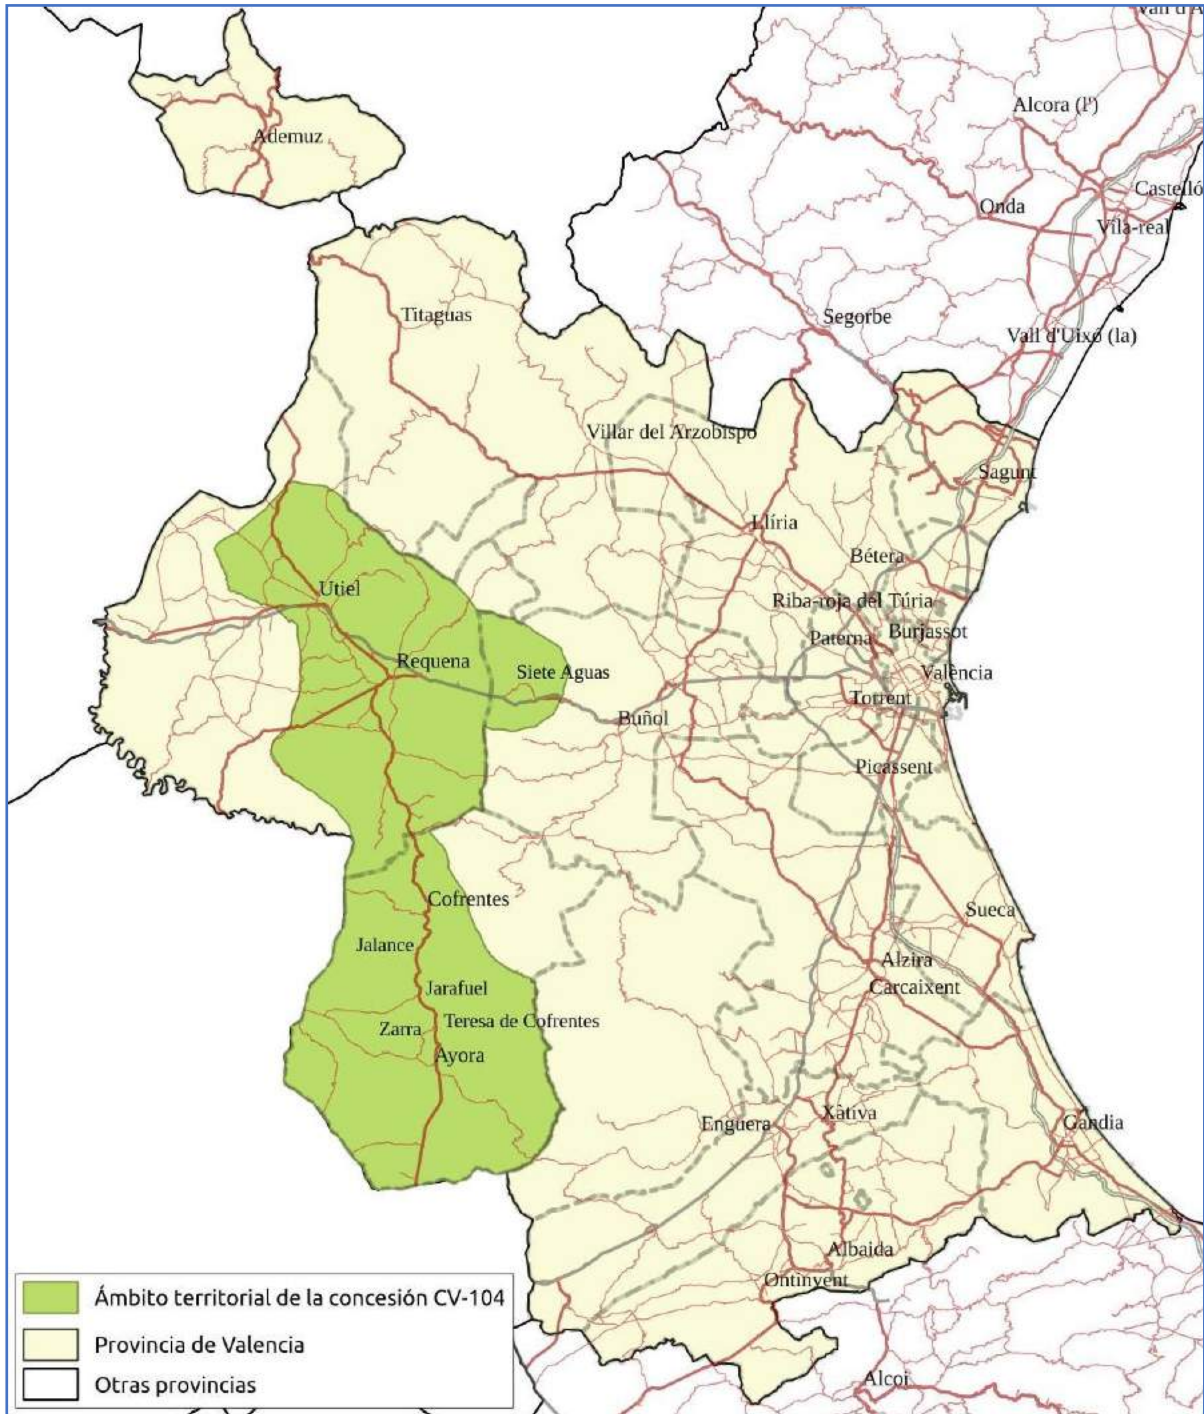 Ademuz
Alcora (l')
Castelló
Onda
Vila-real
Titaguas
Segorbe
Vall d'Uixó (la)
Villar del Arzobispo
Sagunt
Llíria
Bétera
Utiel
Riba-roja del Túria
Paterna
Burjassot
Requena
Siete Aguas
València
Torrent
Buñol
Picassent
Cofrentes
Sueca
Jalance
Alzira
Jarafuel
Carcaixent
Zarra
Teresa de Cofrentes
Ayora
Enguera
Xàtiva
Gandia
Albaida
Ontinyent
Alcoi
Ámbito territorial de la concesión CV-104
Provincia de Valencia
Otras provincias